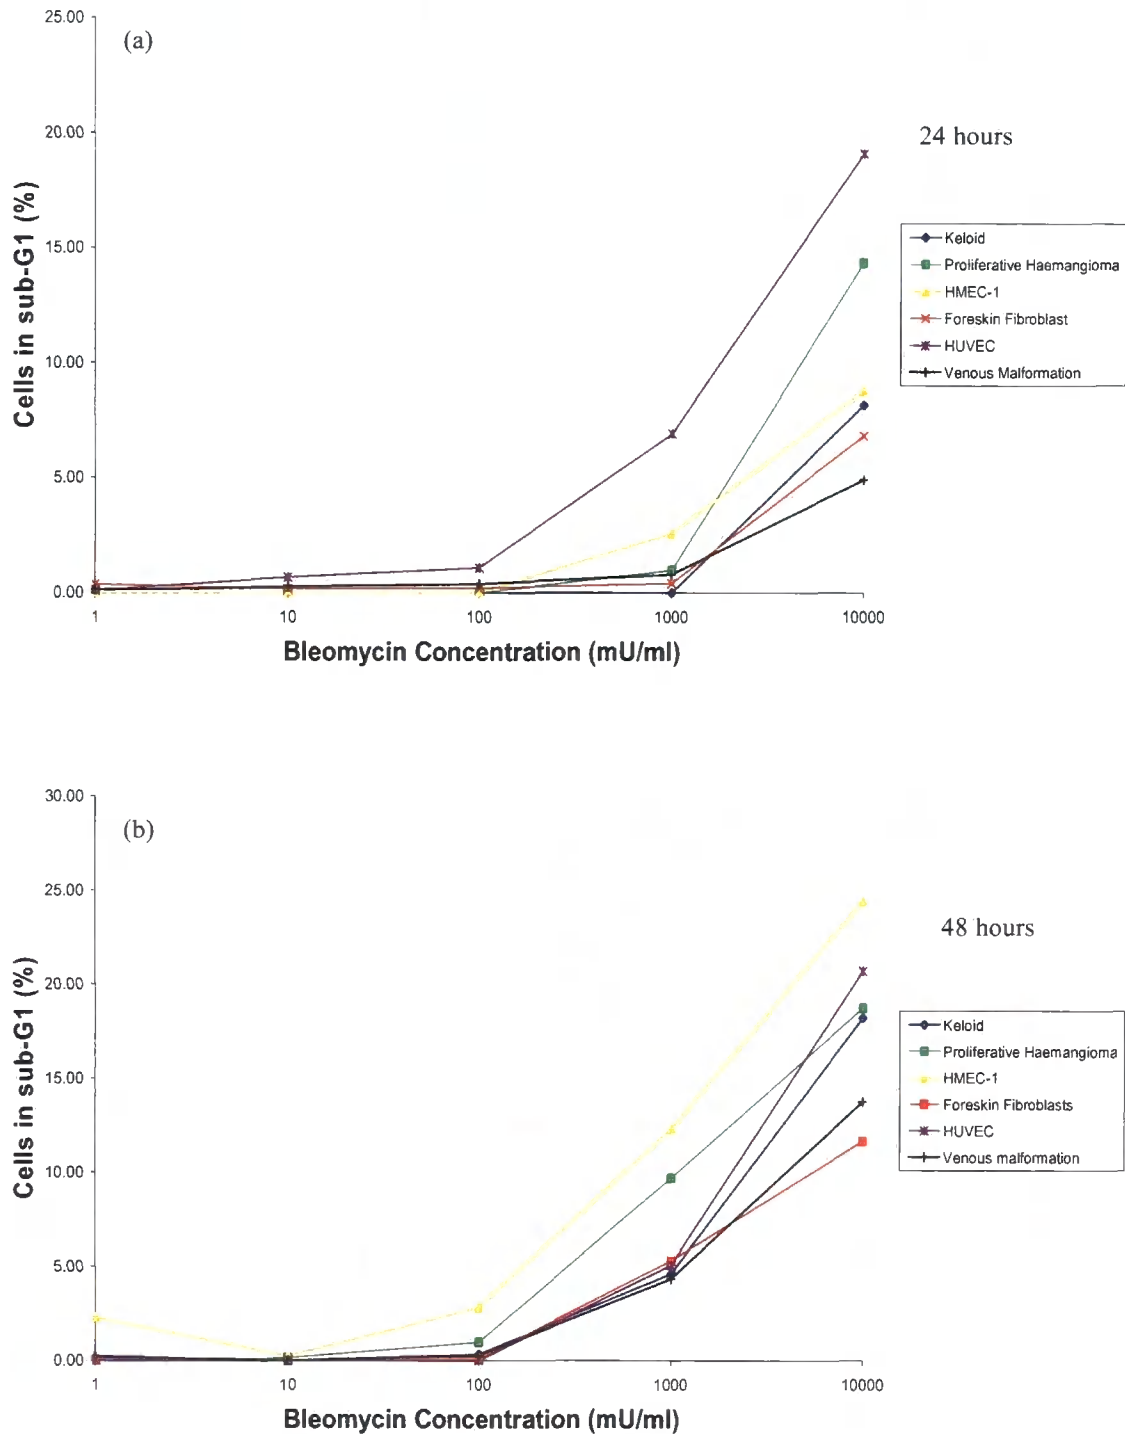 25.00
(a)
20.00
24 hours
15.00
10.00
5.00
0.00
Cells in sub-G1 (%)
Keloid
Proliferative Haemangioma
HMEC-1
Foreskin Fibroblast
HUVEC
Venous Malformation
1 10 100 1000 10000
Bleomycin Concentration (mU/ml)
30.00
(b)
25.00
48 hours
20.00
15.00
10.00
5.00
0.00
Cells in sub-G1 (%)
Keloid
Proliferative Haemangioma
HMEC-1
Foreskin Fibroblasts
HUVEC
Venous malformation
1 10 100 1000 10000
Bleomycin Concentration (mU/ml)